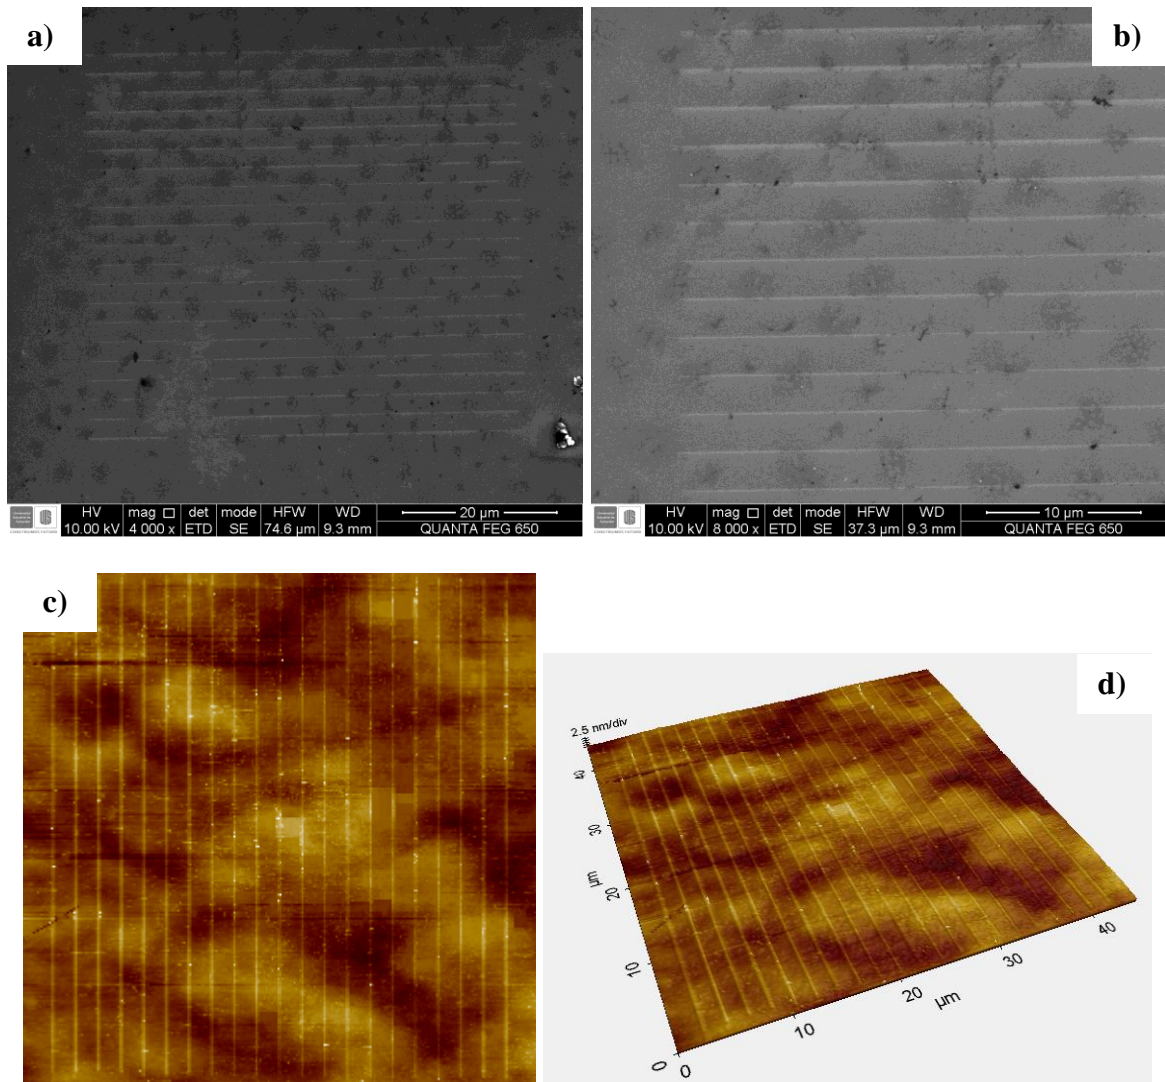 a)
b)
HV mag det mode HFW WD 20 µm
10.00 kV 4 000 x ETD SE 74.6 µm 9.3 mm QUANTA FEG 650
HV mag det mode HFW WD 10 µm
10.00 kV 8 000 x ETD SE 37.3 µm 9.3 mm QUANTA FEG 650
c)
d)
2.5 nm/div
40
30
µm
20
10
0
0
10
20
µm
30
40